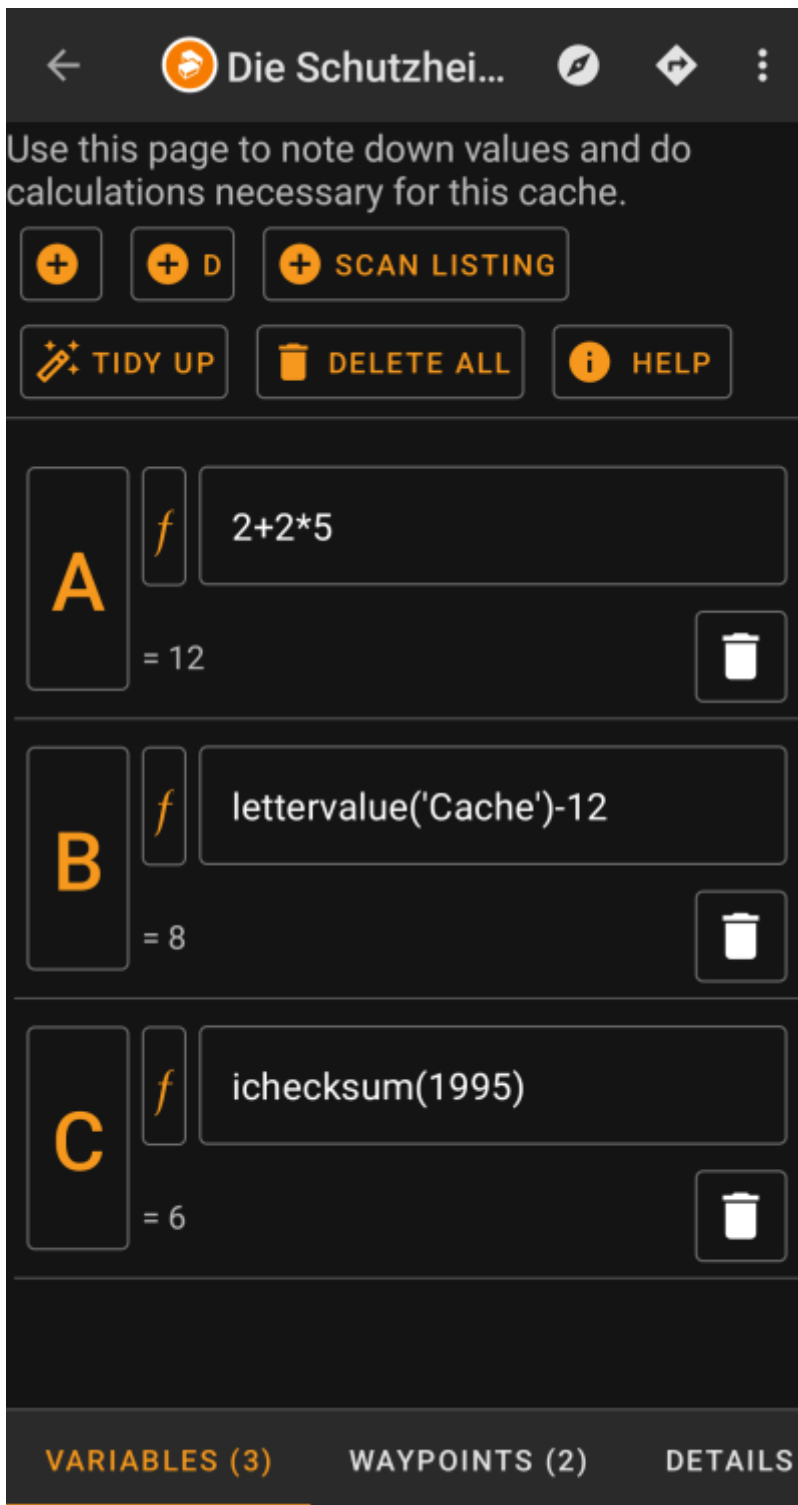 Die Schutzhei...
Use this page to note down values and do
calculations necessary for this cache.
D
SCAN LISTING
TIDY UP
DELETE ALL
HELP
A
f
2+2*5
= 12
B
f
lettervalue('Cache')-12
= 8
C
f
ichecksum(1995)
= 6
VARIABLES (3)
WAYPOINTS (2)
DETAILS